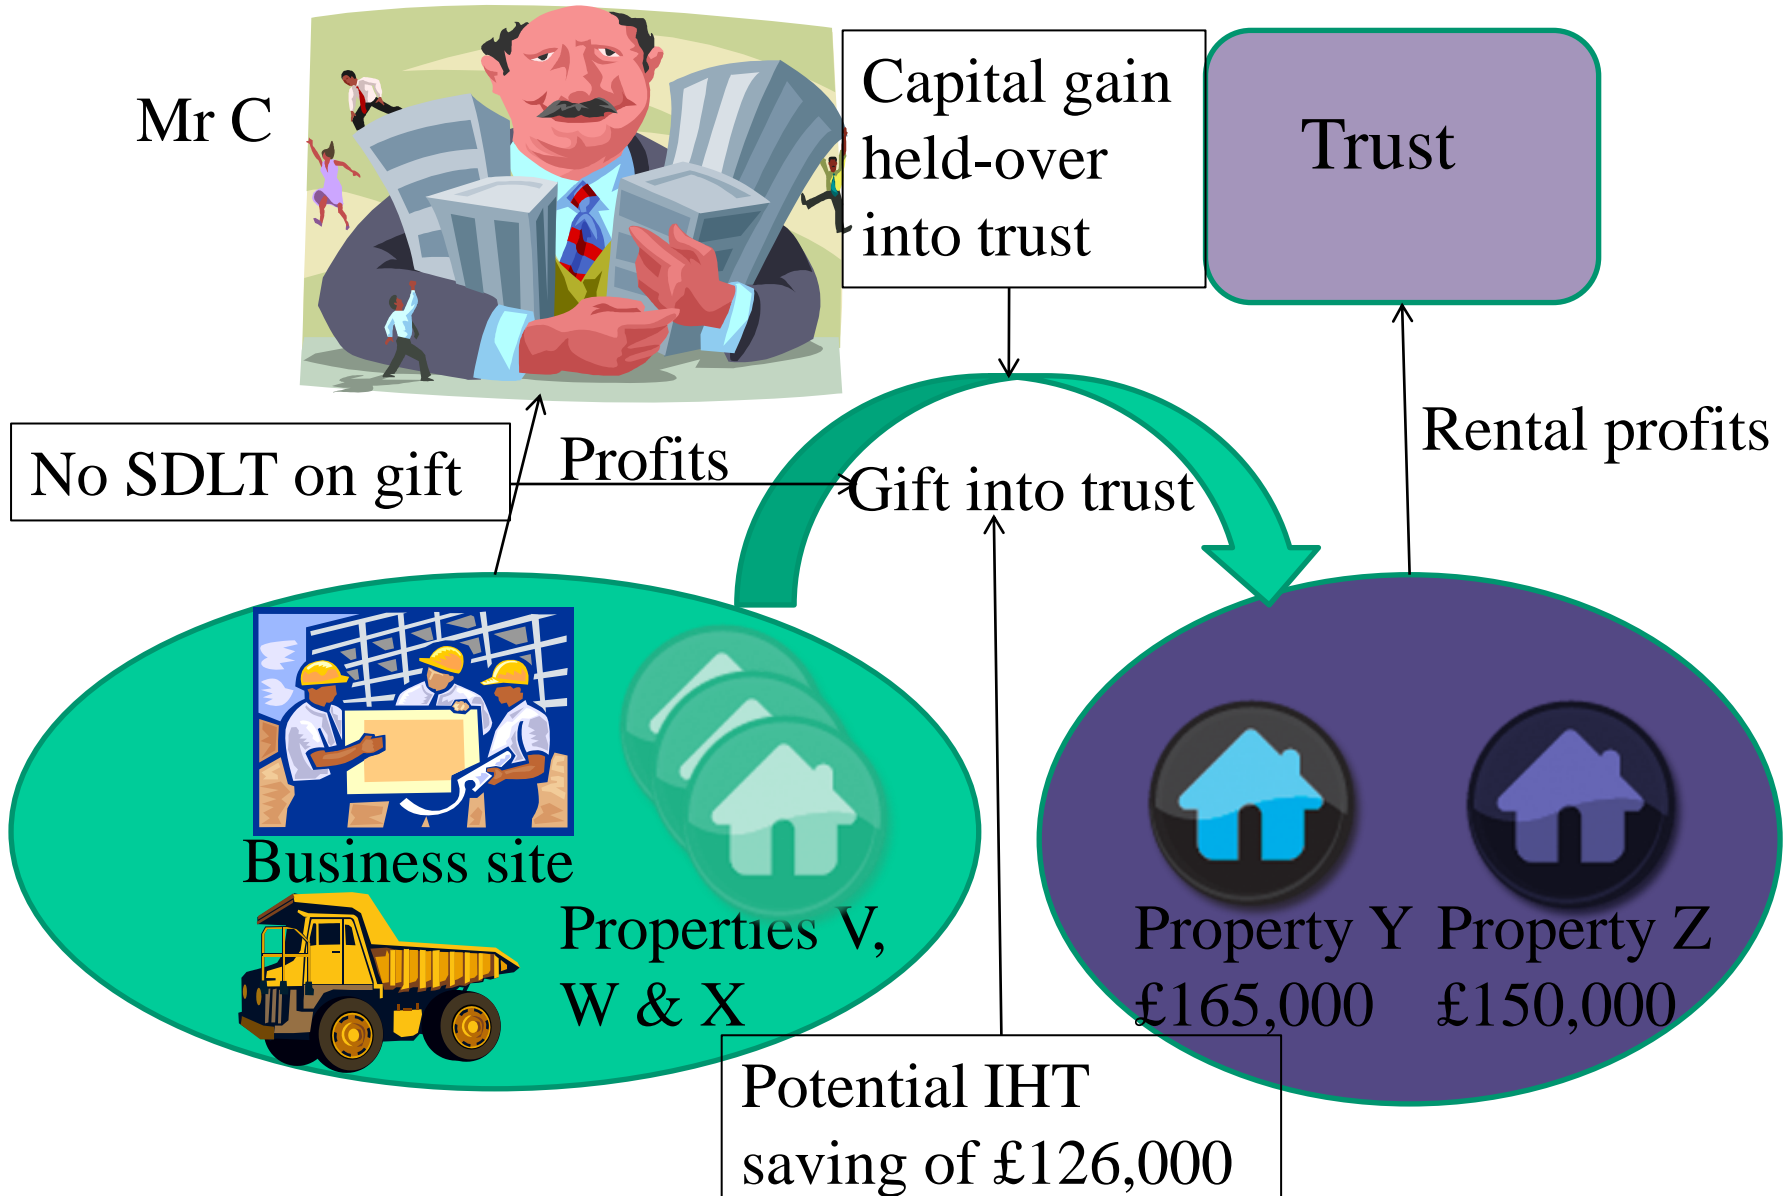 Mr C
Capital gain
held-over
into trust
Trust
No SDLT on gift
Profits
Gift into trust
Rental profits
Business site
Properties V,
W & X
Property Y
£165,000
Property Z
£150,000
Potential IHT
saving of £126,000